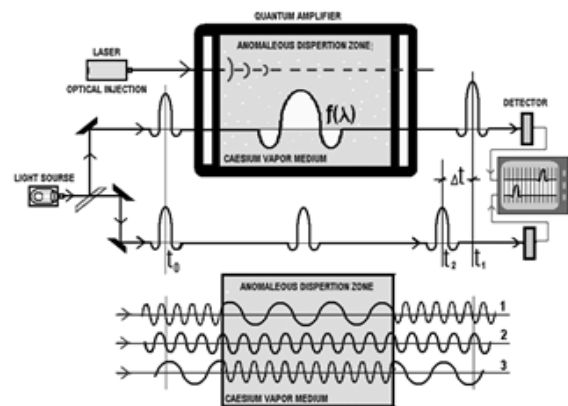 QUANTUM AMPLIFIER
ANOMALEOUS DISPERTION ZONE
LASER
OPTICAL INJECTION
f(λ)
DETECTOR
CAESIUM VAPOR MEDIUM
Δt
LIGHT SOURSE
t₀
t₂ t₁
ANOMALEOUS DISPERTION ZONE
1
2
3
CAESIUM VAPOR MEDIUM